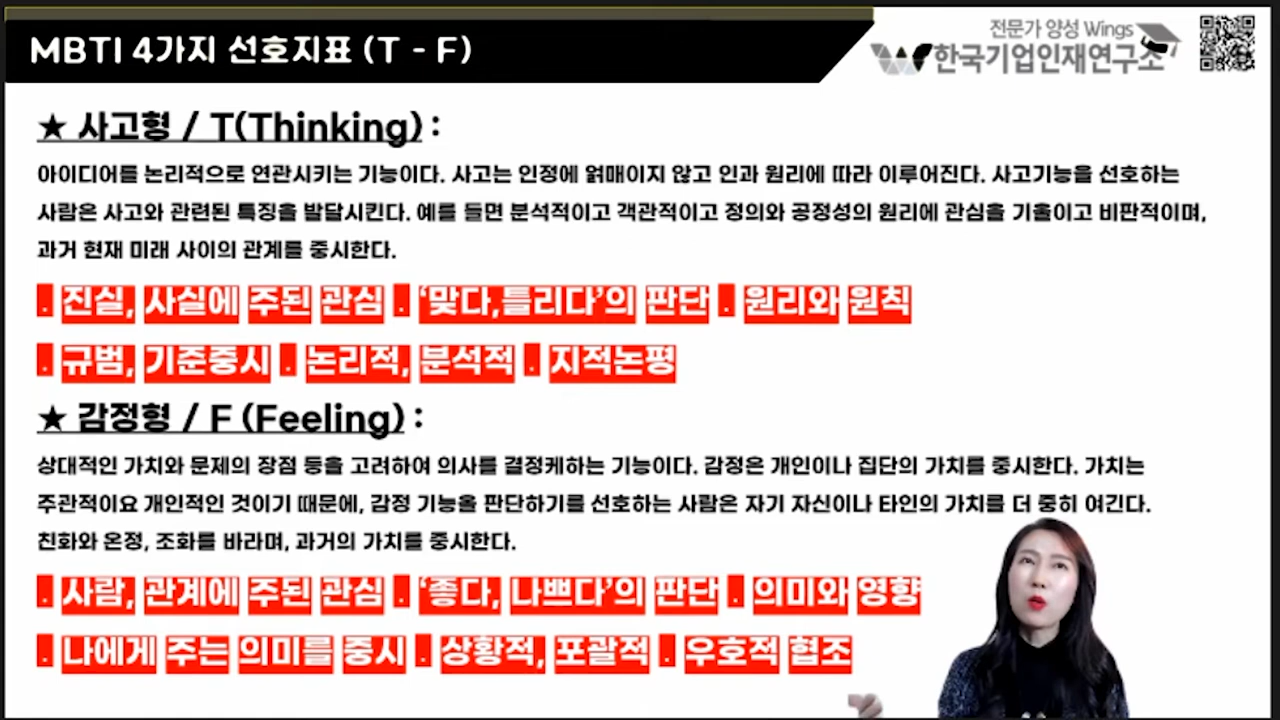 MBTI 4가지 선호지표 (T - F)
전문가 양성 Wings
한국기업인재연구소
★ 사고형 / T(Thinking) :
아이디어를 논리적으로 연관시키는 기능이다. 사고는 인정에 얽매이지 않고 인과 원리에 따라 이루어진다. 사고기능을 선호하는
사람은 사고와 관련된 특징을 발달시킨다. 예를 들면 분석적이고 객관적이고 정의와 공정성의 원리에 관심을 기울이고 비판적이며,
과거 현재 미래 사이의 관계를 중시한다.
. 진실, 사실에 주된 관심 . ‘맞다,틀리다’의 판단 . 원리와 원칙
. 규범, 기준중시 . 논리적, 분석적 . 지적논평
★ 감정형 / F (Feeling) :
상대적인 가치와 문제의 장점 등을 고려하여 의사를 결정케하는 기능이다. 감정은 개인이나 집단의 가치를 중시한다. 가치는
주관적이요 개인적인 것이기 때문에, 감정 기능올 판단하기를 선호하는 사람은 자기 자신이나 타인의 가치를 더 중히 여긴다.
친화와 온정, 조화를 바라며, 과거의 가치를 중시한다.
. 사람, 관계에 주된 관심 . ‘좋다, 나쁘다’의 판단 . 의미와 영향
. 나에게 주는 의미를 중시 . 상황적, 포괄적 . 우호적 협조